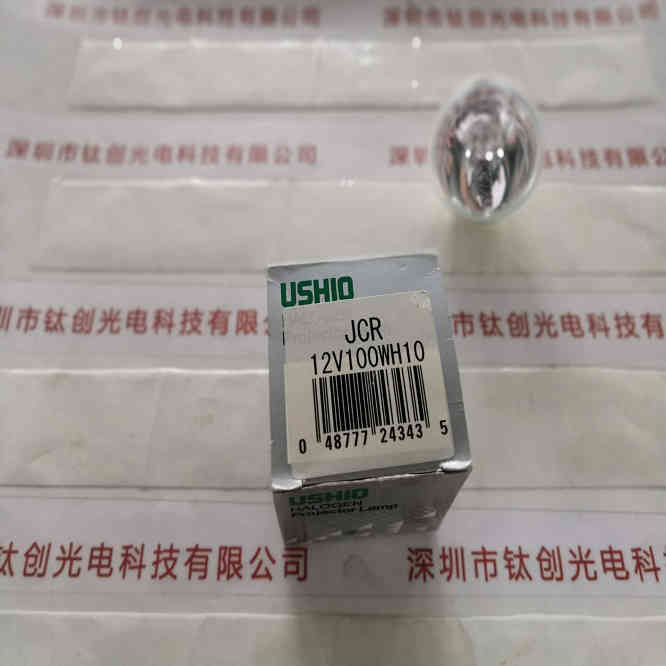 深圳市钛创光电科技有限公司
深圳市钛创光电科技有限公司
深圳市钛创光电科技有限公司
深圳市钛创光电科技有限公司
圳市钛创光电科技有限公司
深圳市钛创光电科技有限
USHIO
JCR
12V100WH10
0 48777 24343 5
USHIO
HALOGEN
Projector Lamp
钛创光电科技有限公司
深圳市钛创光电科